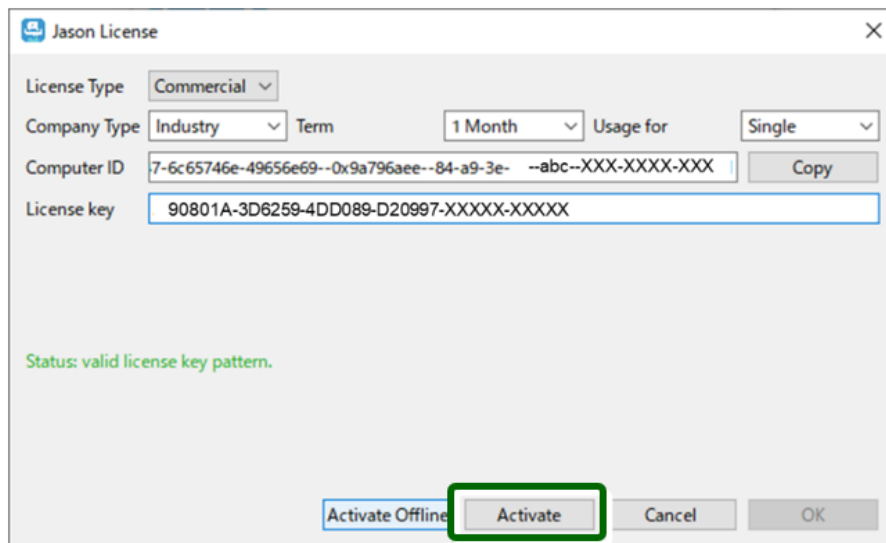 Jason License
License Type Commercial
Company Type Industry Term 1 Month Usage for Single
Computer ID 7-6c65746e-49656e69--0x9a796aee--84-a9-3e- --abc--XXX-XXXX-XXX Copy
License key 90801A-3D6259-4DD089-D20997-XXXXX-XXXXX
Status: valid license key pattern.
Activate Offline Activate Cancel OK